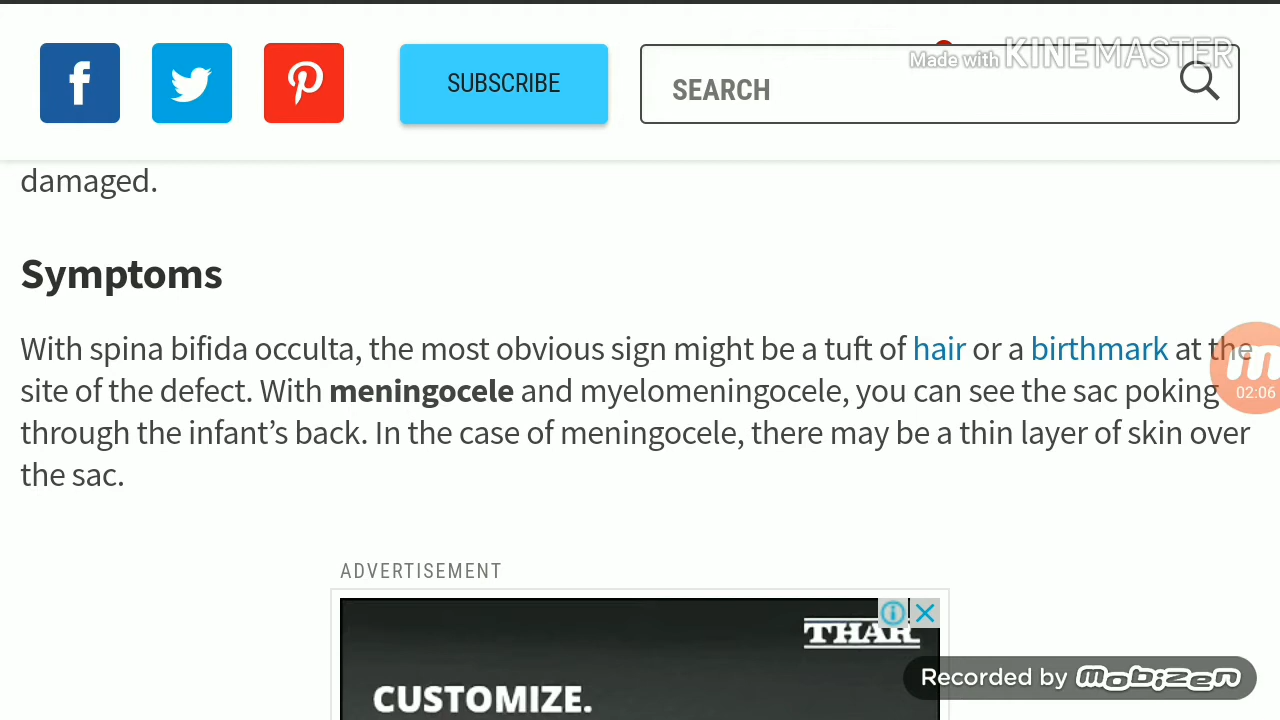 Made with KINEMASTER
f
SUBSCRIBE
SEARCH
damaged.
Symptoms
With spina bifida occulta, the most obvious sign might be a tuft of hair or a birthmark at the
site of the defect. With meningocele and myelomeningocele, you can see the sac poking
through the infant’s back. In the case of meningocele, there may be a thin layer of skin over
the sac.
02:06
ADVERTISEMENT
THAR
CUSTOMIZE.
Recorded by mobizen